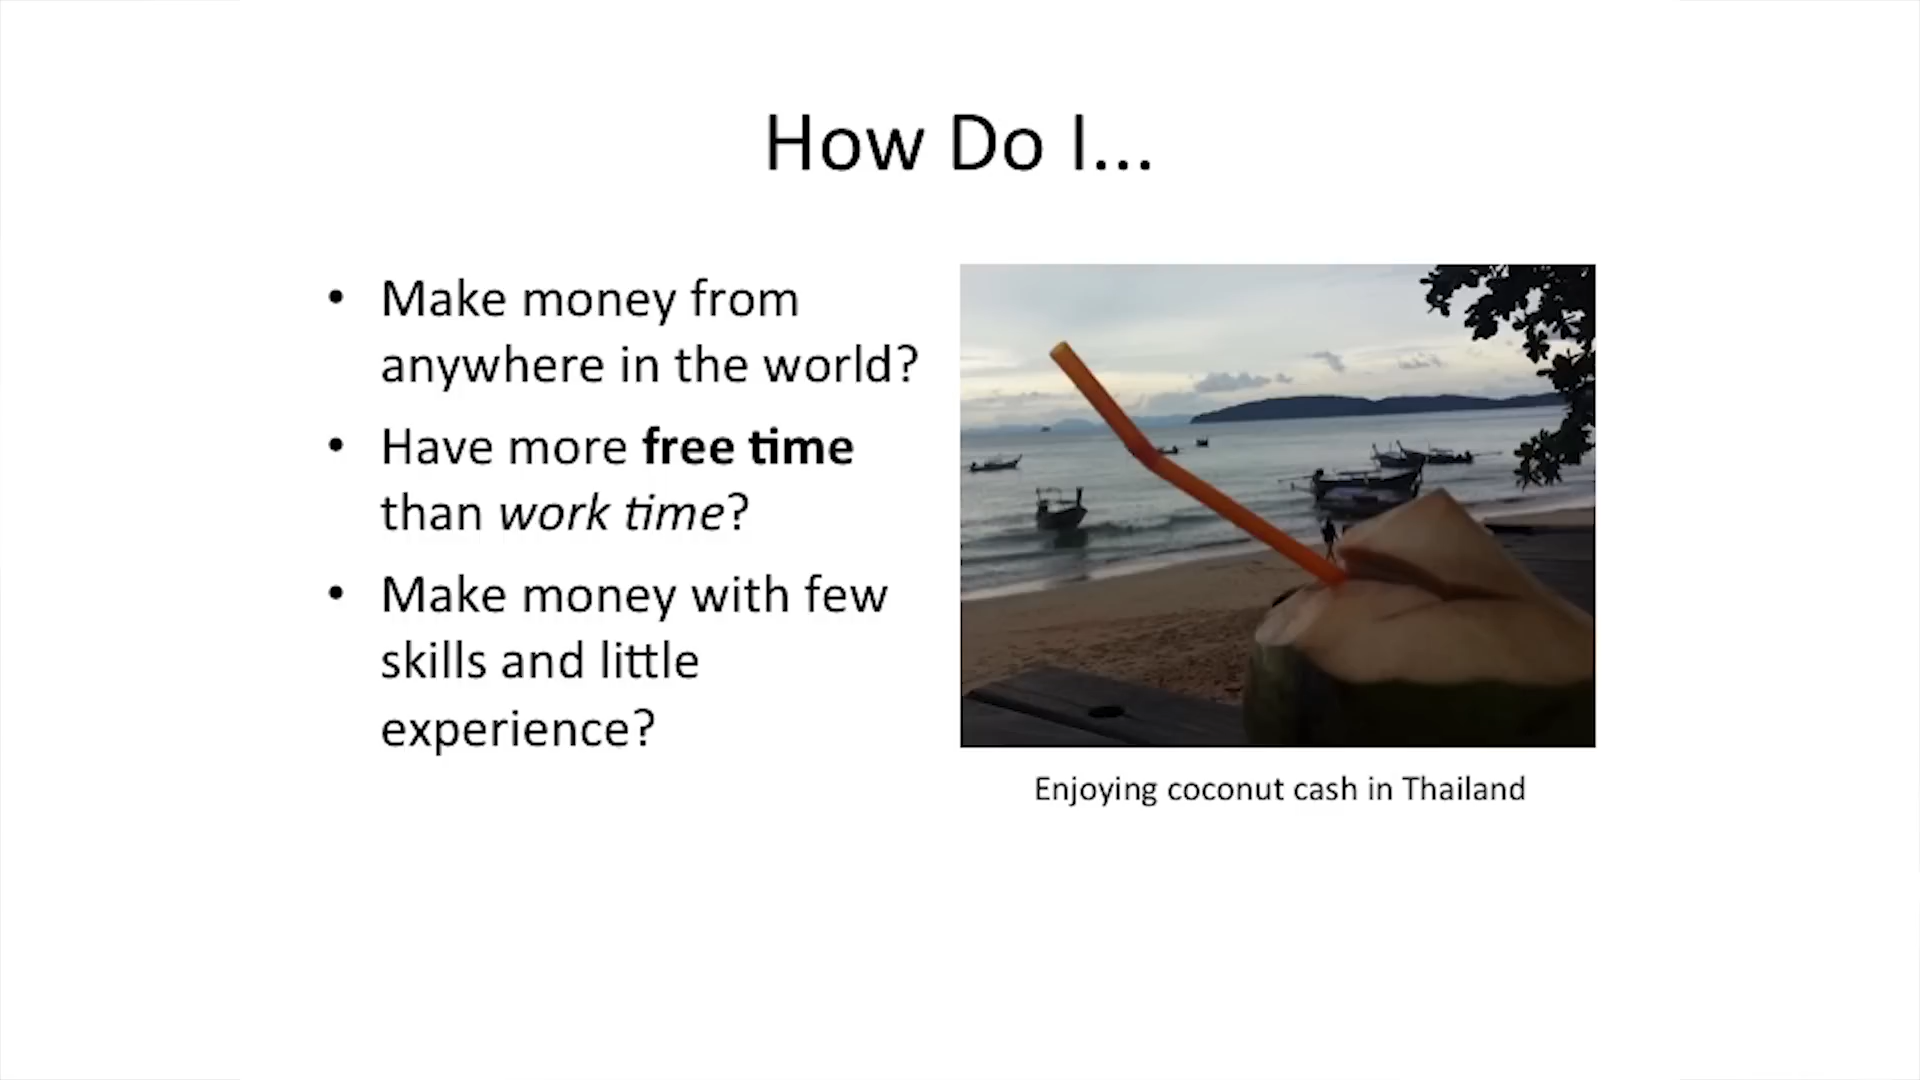 How Do I...
• Make money from
anywhere in the world?
• Have more free time
than work time?
• Make money with few
skills and little
experience?
Enjoying coconut cash in Thailand